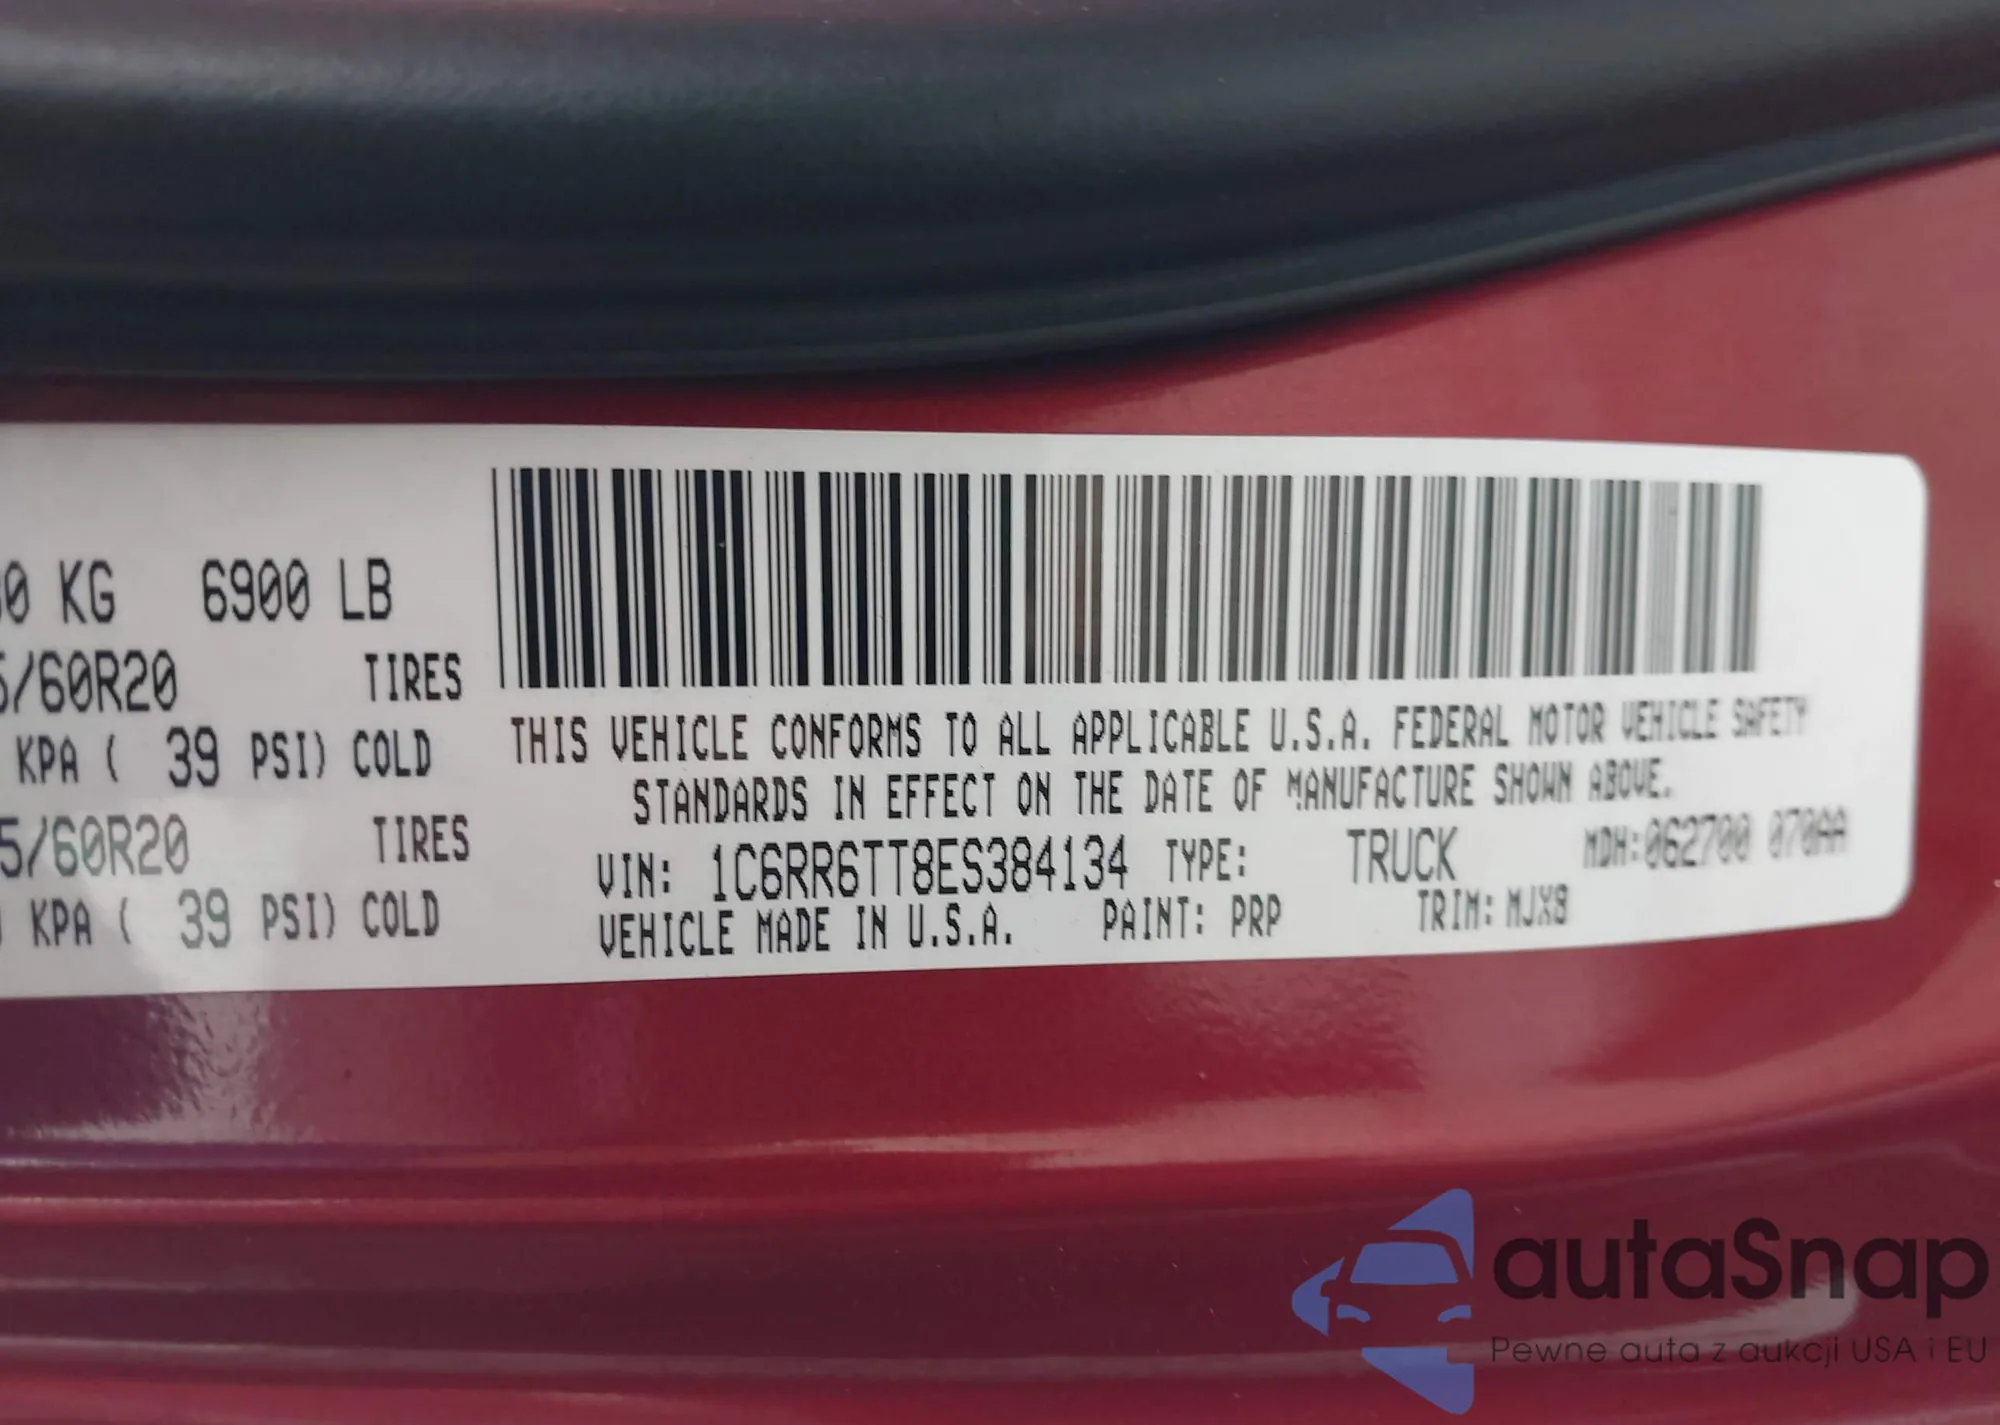 0 KG 6900 LB
5/60R20 TIRES
KPA ( 39 PSI) COLD
5/60R20 TIRES
KPA ( 39 PSI) COLD
THIS VEHICLE CONFORMS TO ALL APPLICABLE U.S.A. FEDERAL MOTOR VEHICLE SAFETY
STANDARDS IN EFFECT ON THE DATE OF MANUFACTURE SHOWN ABOVE.
VIN: 1C6RR6TT8ES384134 TYPE: TRUCK MDH:062700 070AA
VEHICLE MADE IN U.S.A. PAINT: PRP TRIM: MJX8
autaSnap
Pewne auta z aukcji USA i EU